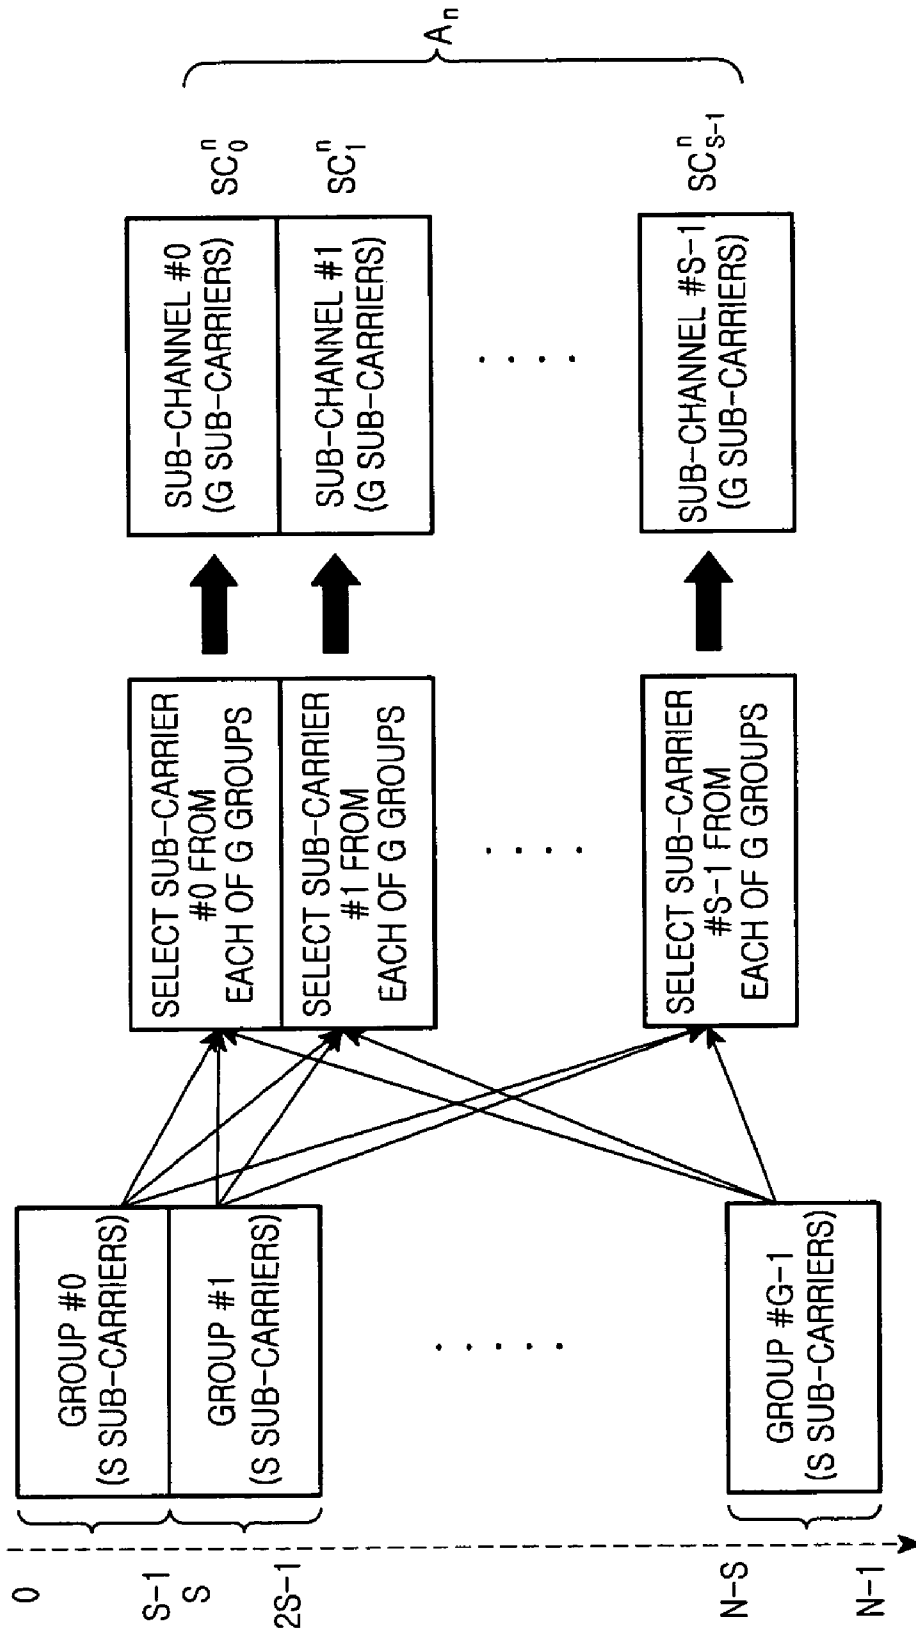 0
S-1
S
2S-1
N-S
N-1
GROUP #0
(S SUB-CARRIERS)
GROUP #1
(S SUB-CARRIERS)
. . . . .
GROUP #G-1
(S SUB-CARRIERS)
SELECT SUB-CARRIER
#0 FROM
EACH OF G GROUPS
SELECT SUB-CARRIER
#1 FROM
EACH OF G GROUPS
. . . .
SELECT SUB-CARRIER
#S-1 FROM
EACH OF G GROUPS
SUB-CHANNEL #0
(G SUB-CARRIERS)
SUB-CHANNEL #1
(G SUB-CARRIERS)
. . . .
SUB-CHANNEL #S-1
(G SUB-CARRIERS)
SC₀ⁿ
SC₁ⁿ
SC_{S-1}ⁿ
Aₙ